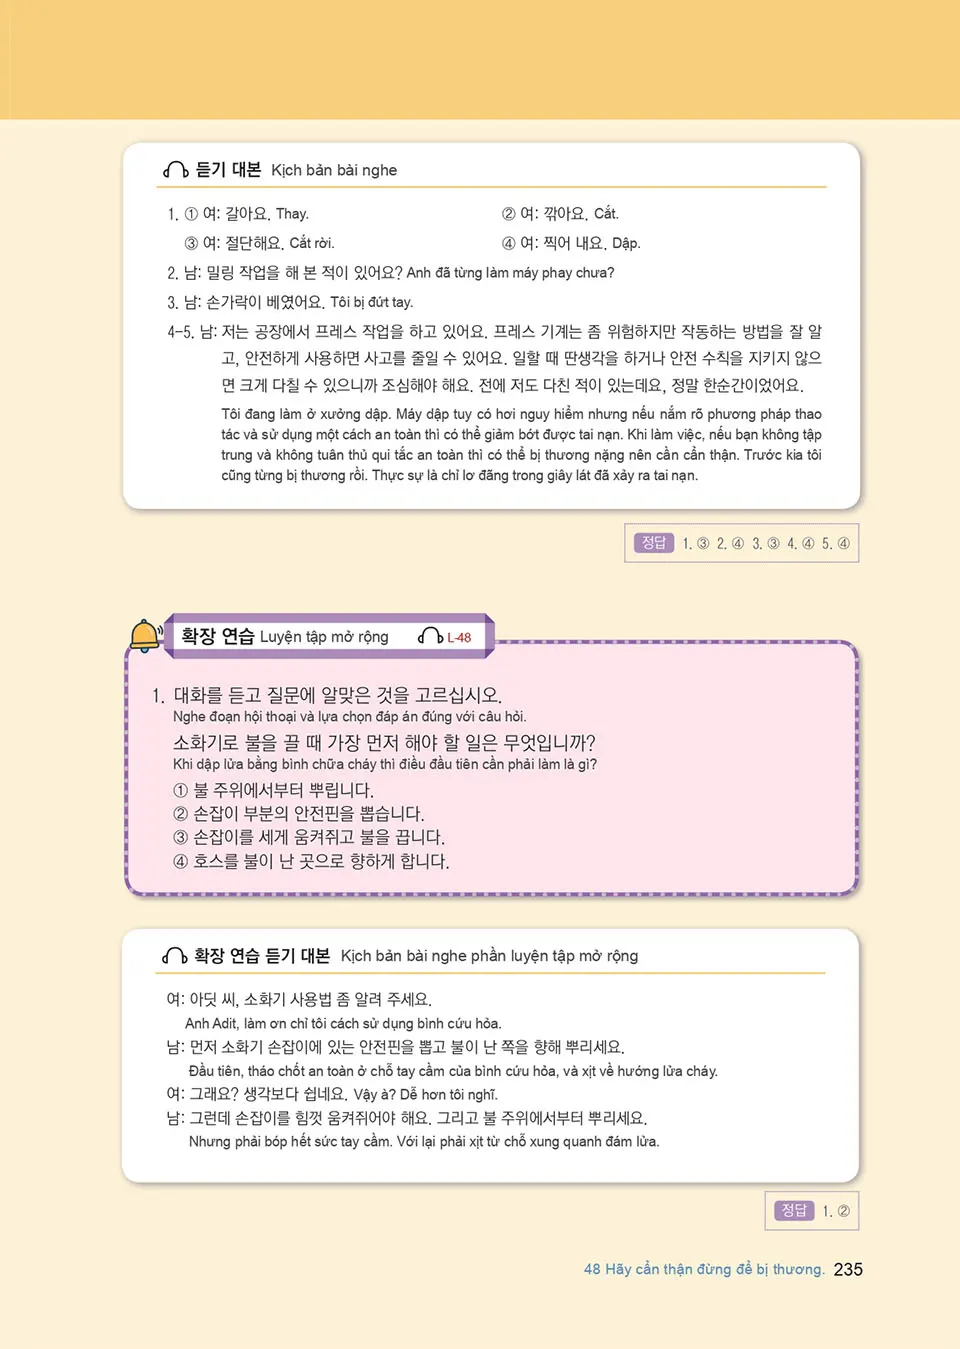 듣기 대본 Kịch bản bài nghe
1. ① 여: 갈아요. Thay. ② 여: 깎아요. Cắt.
③ 여: 절단해요. Cắt rời. ④ 여: 찍어 내요. Dập.
2. 남: 밀링 작업을 해 본 적이 있어요? Anh đã từng làm máy phay chưa?
3. 남: 손가락이 베였어요. Tôi bị đứt tay.
4-5. 남: 저는 공장에서 프레스 작업을 하고 있어요. 프레스 기계는 좀 위험하지만 작동하는 방법을 잘 알
고, 안전하게 사용하면 사고를 줄일 수 있어요. 일할 때 딴생각을 하거나 안전 수칙을 지키지 않으
면 크게 다칠 수 있으니까 조심해야 해요. 전에 저도 다친 적이 있는데요, 정말 한순간이었어요.
Tôi đang làm ở xưởng dập. Máy dập tuy có hơi nguy hiểm nhưng nếu nắm rõ phương pháp thao
tác và sử dụng một cách an toàn thì có thể giảm bớt được tai nạn. Khi làm việc, nếu bạn không tập
trung và không tuân thủ qui tắc an toàn thì có thể bị thương nặng nên cần cẩn thận. Trước kia tôi
cũng từng bị thương rồi. Thực sự là chỉ lơ đãng trong giây lát đã xảy ra tai nạn.
정답 1. ③ 2. ④ 3. ③ 4. ④ 5. ④
확장 연습 Luyện tập mở rộng L-48
1. 대화를 듣고 질문에 알맞은 것을 고르십시오.
Nghe đoạn hội thoại và lựa chọn đáp án đúng với câu hỏi.
소화기로 불을 끌 때 가장 먼저 해야 할 일은 무엇입니까?
Khi dập lửa bằng bình chữa cháy thì điều đầu tiên cần phải làm là gì?
① 불 주위에서부터 뿌립니다.
② 손잡이 부분의 안전핀을 뽑습니다.
③ 손잡이를 세게 움켜쥐고 불을 끕니다.
④ 호스를 불이 난 곳으로 향하게 합니다.
확장 연습 듣기 대본 Kịch bản bài nghe phần luyện tập mở rộng
여: 아딧 씨, 소화기 사용법 좀 알려 주세요.
Anh Adit, làm ơn chỉ tôi cách sử dụng bình cứu hỏa.
남: 먼저 소화기 손잡이에 있는 안전핀을 뽑고 불이 난 쪽을 향해 뿌리세요.
Đầu tiên, tháo chốt an toàn ở chỗ tay cầm của bình cứu hỏa, và xịt về hướng lửa cháy.
여: 그래요? 생각보다 쉽네요. Vậy à? Dễ hơn tôi nghĩ.
남: 그런데 손잡이를 힘껏 움켜쥐어야 해요. 그리고 불 주위에서부터 뿌리세요.
Nhưng phải bóp hết sức tay cầm. Với lại phải xịt từ chỗ xung quanh đám lửa.
정답 1. ②
48 Hãy cẩn thận đừng để bị thương. 235